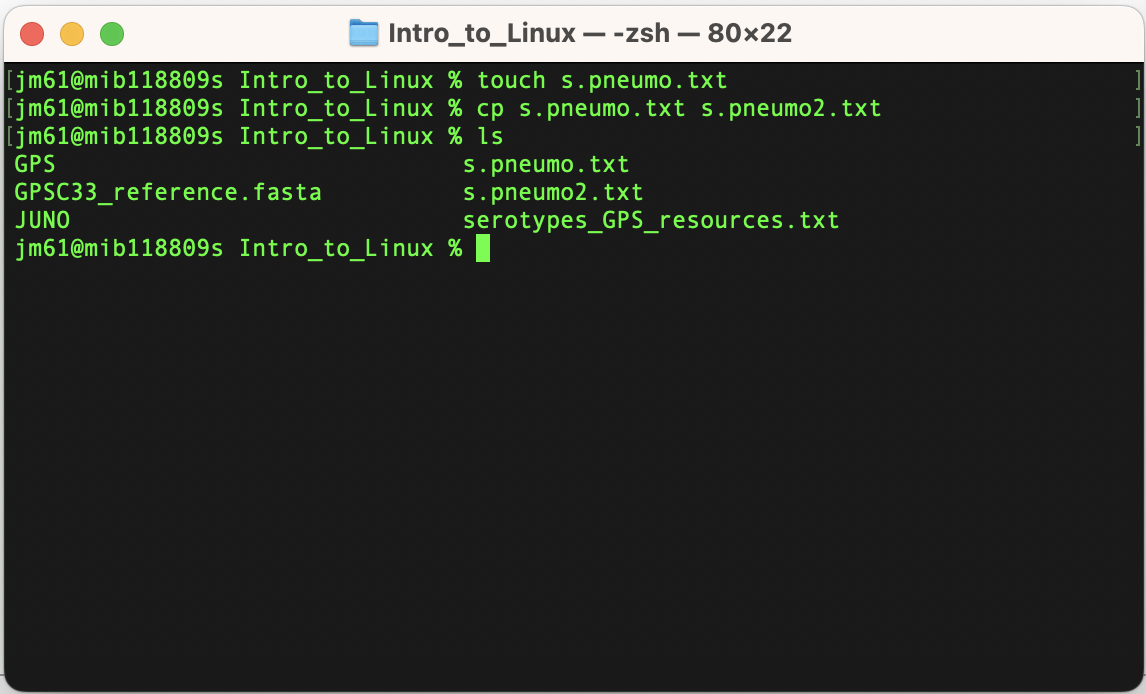 Intro_to_Linux — -zsh — 80×22
[jm61@mib118809s Intro_to_Linux % touch s.pneumo.txt ]
[jm61@mib118809s Intro_to_Linux % cp s.pneumo.txt s.pneumo2.txt ]
[jm61@mib118809s Intro_to_Linux % ls ]
GPS s.pneumo.txt
GPSC33_reference.fasta s.pneumo2.txt
JUNO serotypes_GPS_resources.txt
jm61@mib118809s Intro_to_Linux %